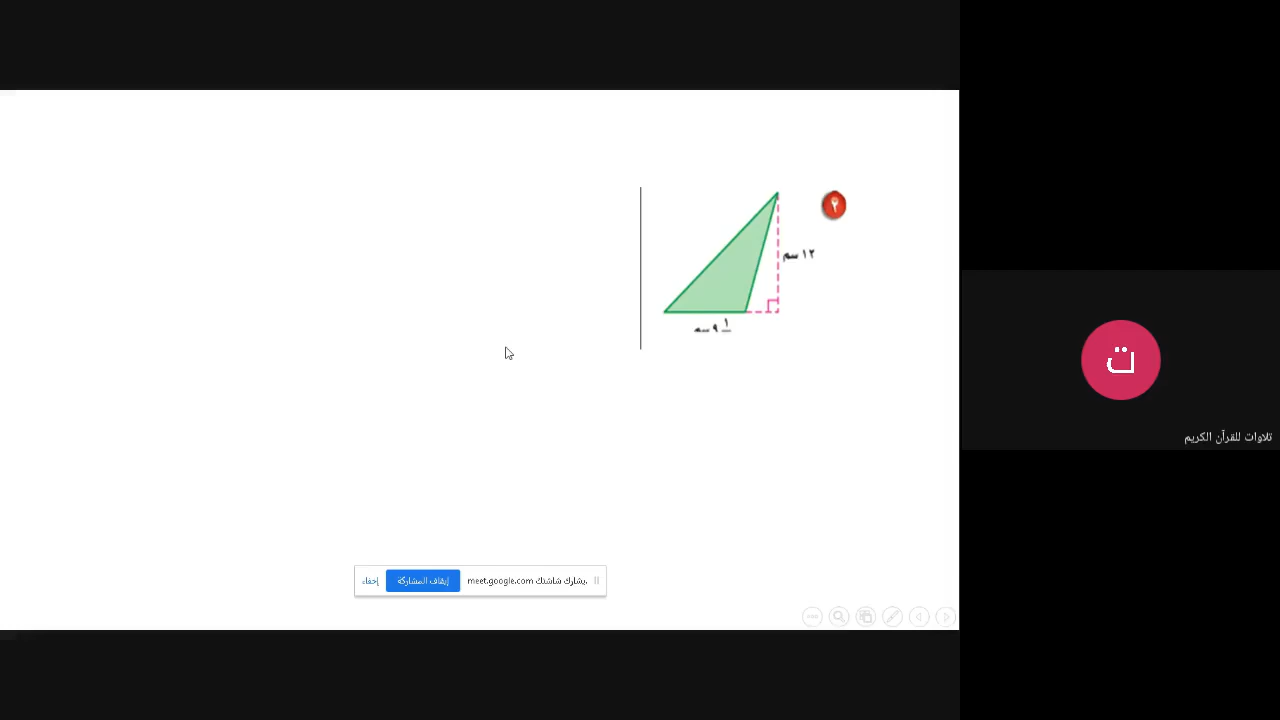 ٢
١٢ سم
٩ سم
تلاوات للقرآن الكريم
meet.google.com يشارك شاشتك.
إيقاف المشاركة
إخفاء
ت